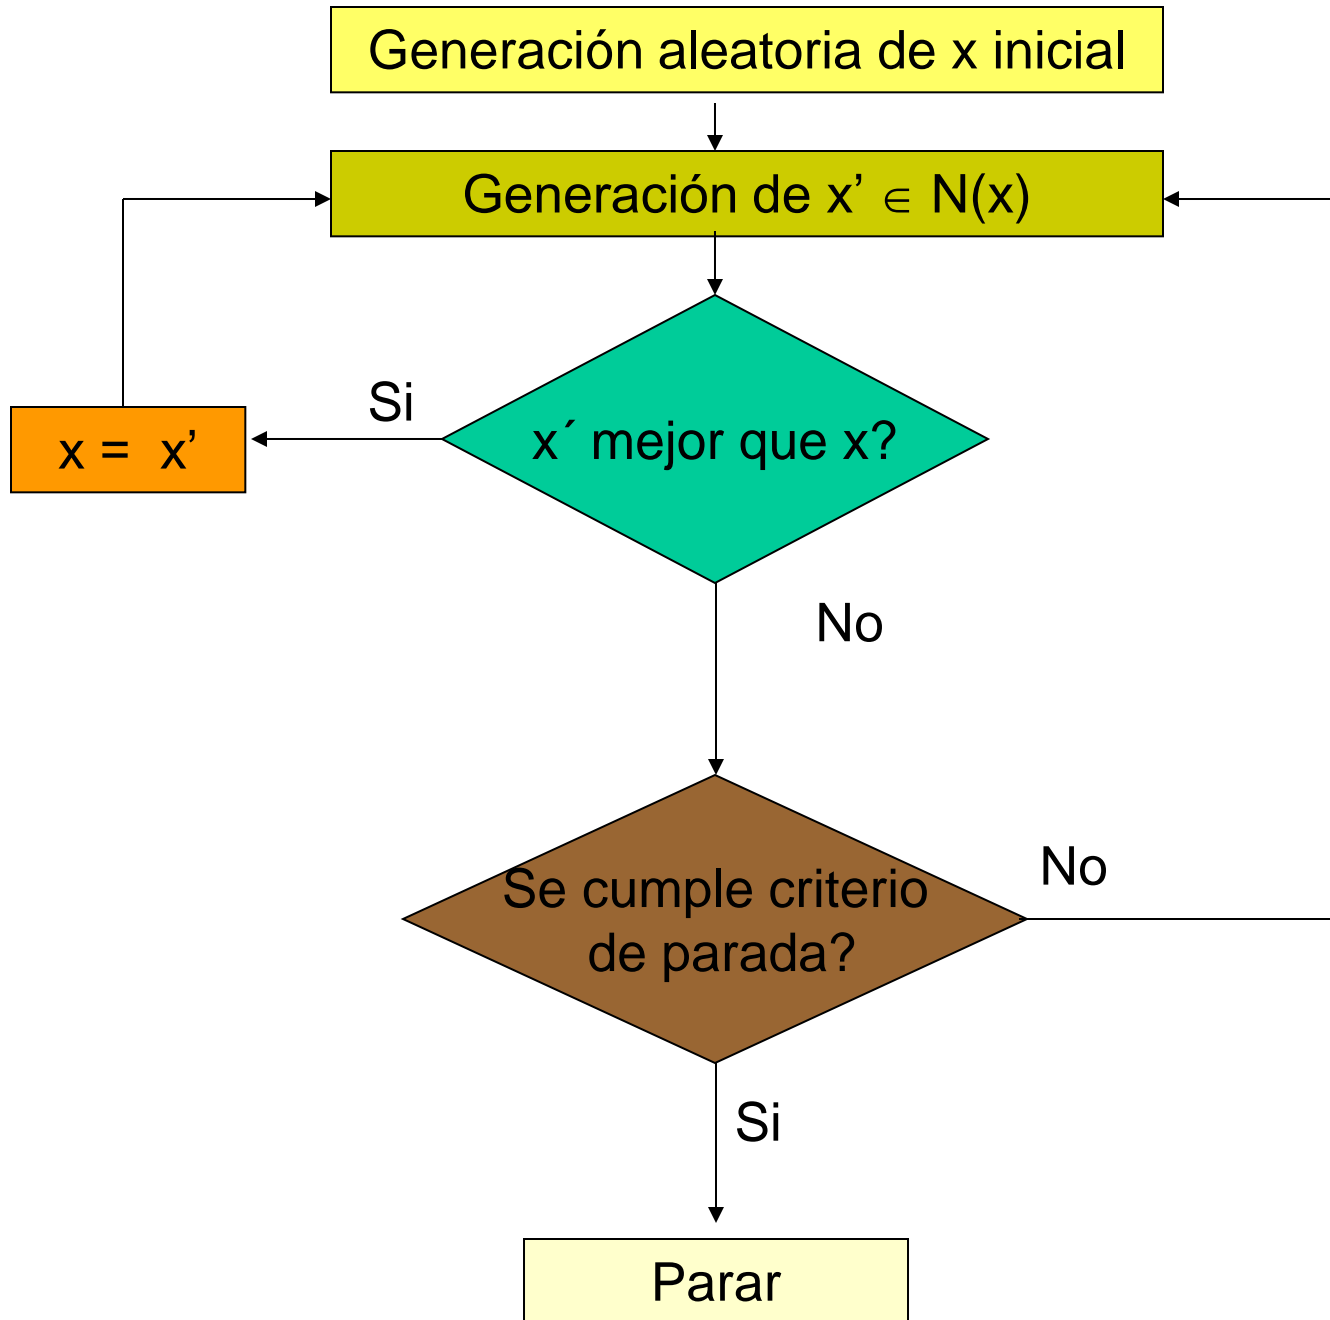 Generación aleatoria de x inicial
Generación de x’ ∈ N(x)
Si
x´ mejor que x?
x = x’
No
Se cumple criterio
de parada?
No
Si
Parar